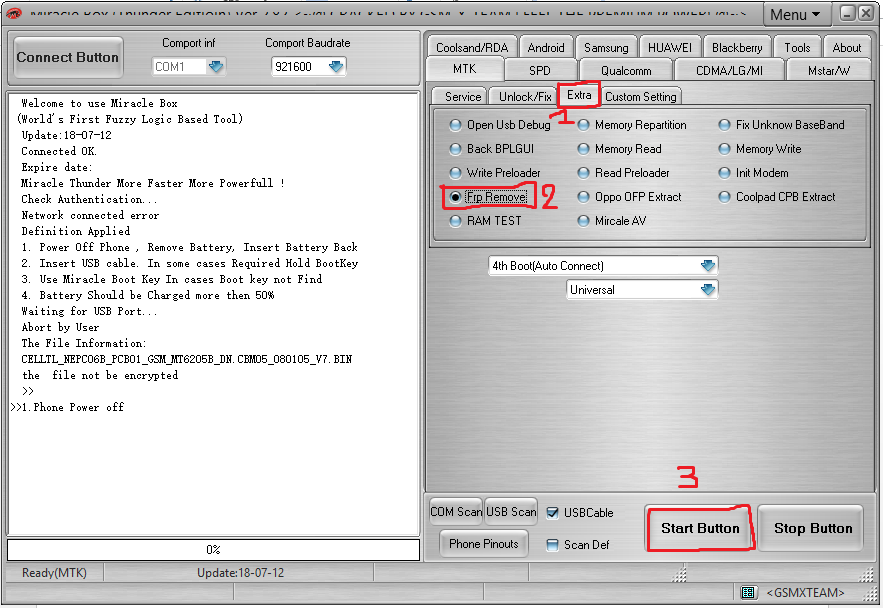 Menu
Connect Button
Comport inf
Comport Baudrate
COM1
921600
Welcome to use Miracle Box
(World's First Fuzzy Logic Based Tool)
Update:18-07-12
Connected OK.
Expire date:
Miracle Thunder More Faster More Powerfull !
Check Authentication...
Network connected error
Definition Applied
1. Power Off Phone , Remove Battery, Insert Battery Back
2. Insert USB cable. In some cases Required Hold BootKey
3. Use Miracle Boot Key In cases Boot key not Find
4. Battery Should be Charged more then 50%
Waiting for USB Port...
Abort by User
The File Information:
CELLTL_NEPC06B_PCB01_GSM_MT6205B_DN.CBM05_080105_V7.BIN
the file not be encrypted
>>
>>1.Phone Power off
0%
Ready(MTK)
Update:18-07-12
Coolsand/RDA
Android
Samsung
HUAWEI
Blackberry
Tools
About
MTK
SPD
Qualcomm
CDMA/LG/MI
Mstar/W
Service
Unlock/Fix
Extra
Custom Setting
1
Open Usb Debug
Memory Repartition
Fix Unknow BaseBand
Back BPLGUI
Memory Read
Memory Write
Write Preloader
Read Preloader
Init Modem
Frp Remove
2
Oppo OFP Extract
Coolpad CPB Extract
RAM TEST
Mircale AV
4th Boot(Auto Connect)
Universal
3
COM Scan
USB Scan
USBCable
Phone Pinouts
Scan Def
Start Button
Stop Button
<GSMXTEAM>